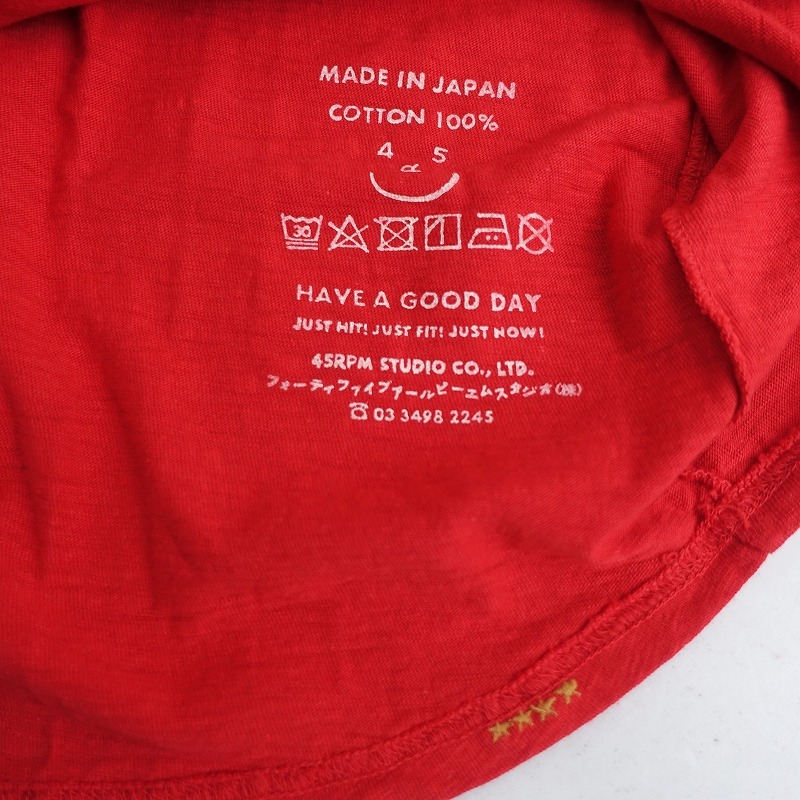 MADE IN JAPAN
COTTON 100%
4 5
30
HAVE A GOOD DAY
JUST HIT! JUST FIT! JUST NOW!
45RPM STUDIO CO., LTD.
フォーティファイブアールピーエムスタジオ(株)
☎ 03 3498 2245